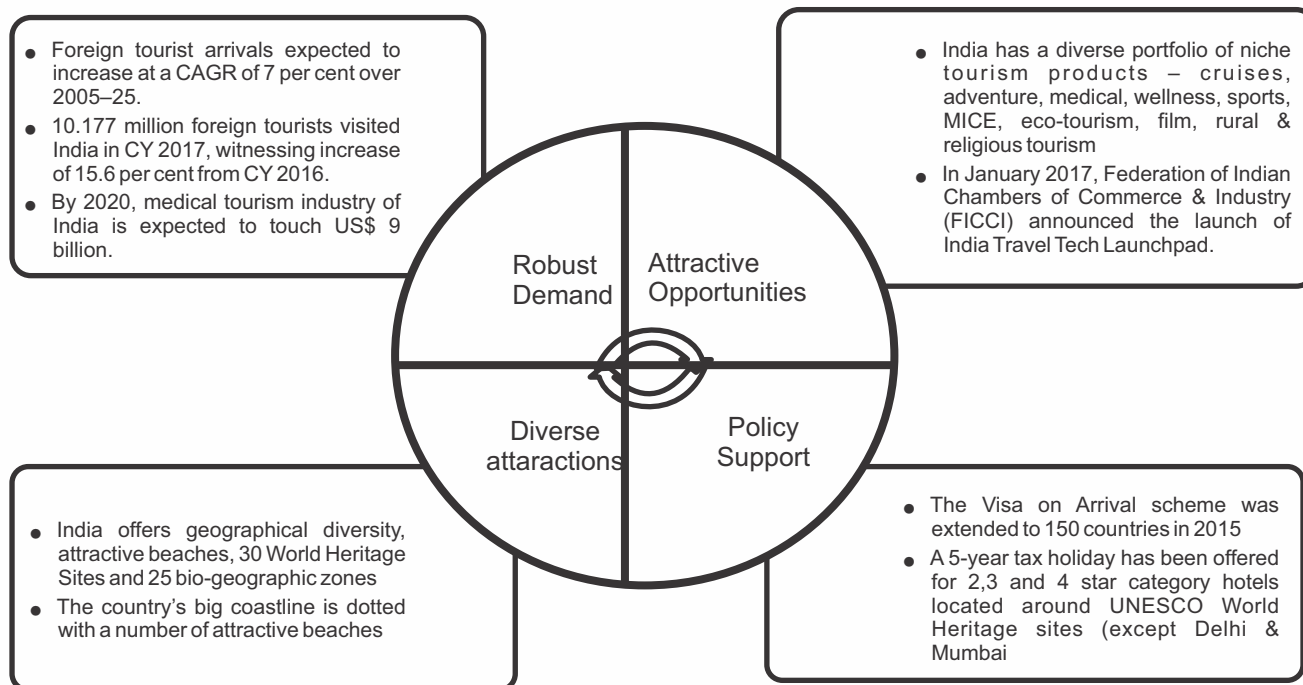 ● Foreign tourist arrivals expected to
increase at a CAGR of 7 per cent over
2005–25.
● 10.177 million foreign tourists visited
India in CY 2017, witnessing increase
of 15.6 per cent from CY 2016.
● By 2020, medical tourism industry of
India is expected to touch US$ 9
billion.
● India has a diverse portfolio of niche
tourism products – cruises,
adventure, medical, wellness, sports,
MICE, eco-tourism, film, rural &
religious tourism
● In January 2017, Federation of Indian
Chambers of Commerce & Industry
(FICCI) announced the launch of
India Travel Tech Launchpad.
Robust
Demand
Attractive
Opportunities
Diverse
attaractions
Policy
Support
● India offers geographical diversity,
attractive beaches, 30 World Heritage
Sites and 25 bio-geographic zones
● The country's big coastline is dotted
with a number of attractive beaches
● The Visa on Arrival scheme was
extended to 150 countries in 2015
● A 5-year tax holiday has been offered
for 2,3 and 4 star category hotels
located around UNESCO World
Heritage sites (except Delhi &
Mumbai